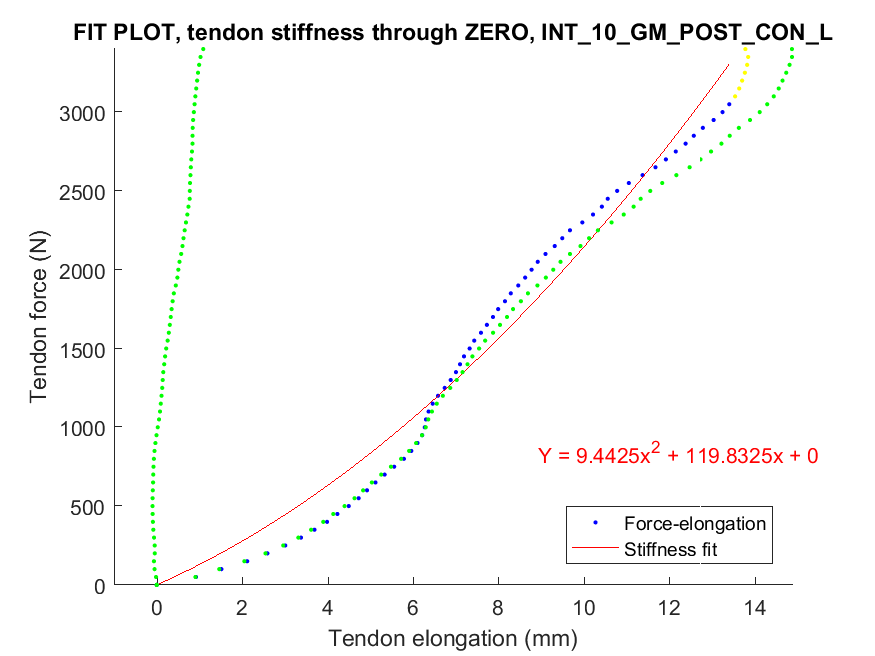 FIT PLOT, tendon stiffness through ZERO, INT_10_GM_POST_CON_L
3000
2500
2000
1500
1000
500
0
Tendon force (N)
Y = 9.4425x² + 119.8325x + 0
Force-elongation
Stiffness fit
0 2 4 6 8 10 12 14
Tendon elongation (mm)